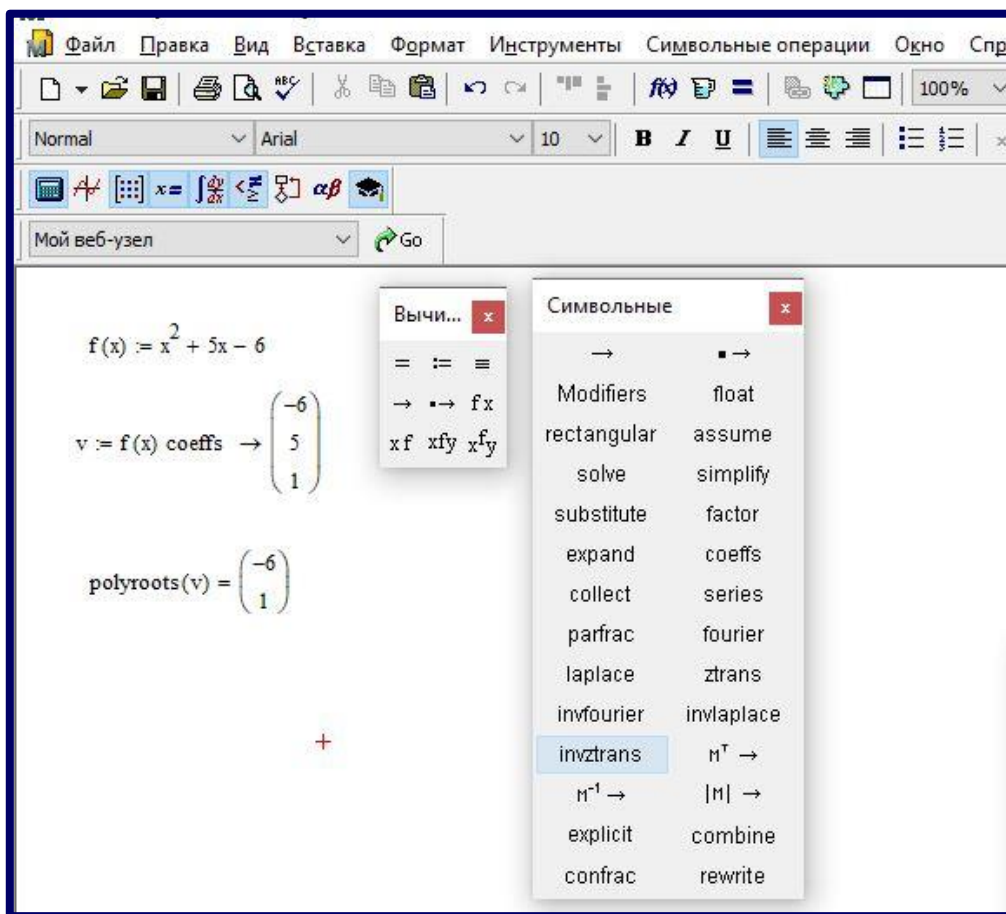 Файл Правка Вид Вставка Формат Инструменты Символьные операции Окно Спр
100%
Normal Arial 10 B I U
x= αβ
Мой веб-узел Go
f(x) := x² + 5x − 6
v := f(x) coeffs → (−6 5 1)
polyroots(v) = (−6 1)
Вычи... x
= := ≡
→ ▪→ fx
xf xfy xfy
Символьные x
→ ▪→
Modifiers float
rectangular assume
solve simplify
substitute factor
expand coeffs
collect series
parfrac fourier
laplace ztrans
invfourier invlaplace
invztrans Mᵀ →
M⁻¹ → |M| →
explicit combine
confrac rewrite